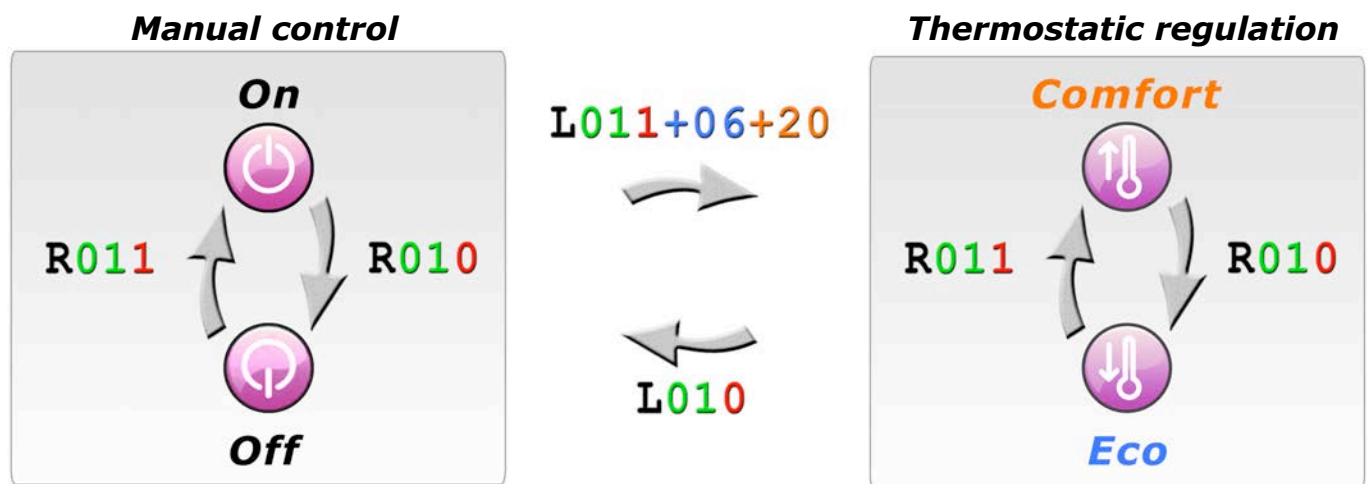 Manual control
On
R011
R010
Off
L011+06+20
L010
Thermostatic regulation
Comfort
R011
R010
Eco